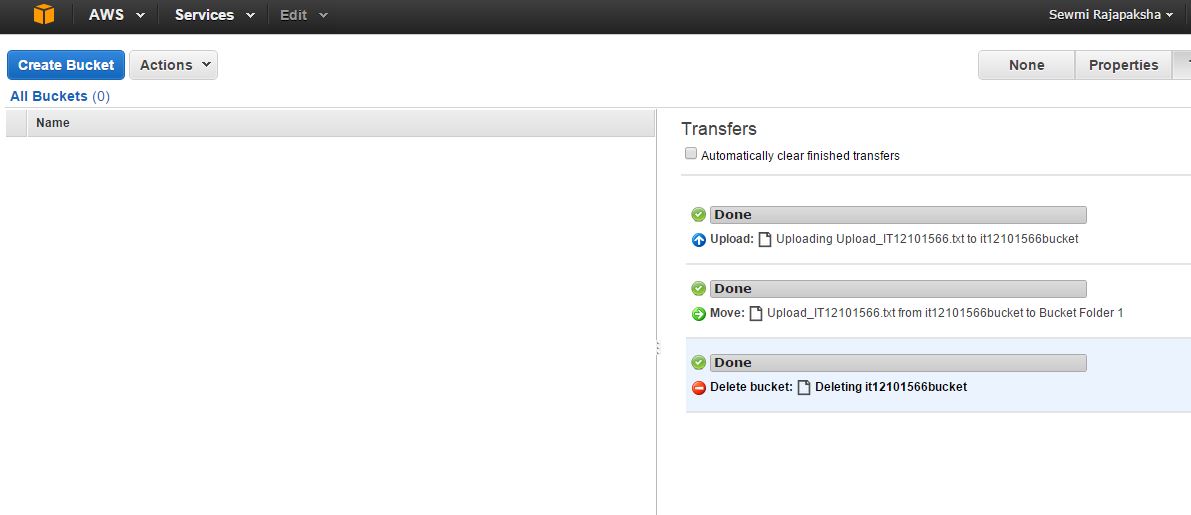 AWS Services Edit Sewmi Rajapaksha
Create Bucket Actions None Properties
All Buckets (0)
Name
Transfers
Automatically clear finished transfers
Done
Upload: Uploading Upload_IT12101566.txt to it12101566bucket
Done
Move: Upload_IT12101566.txt from it12101566bucket to Bucket Folder 1
Done
Delete bucket: Deleting it12101566bucket